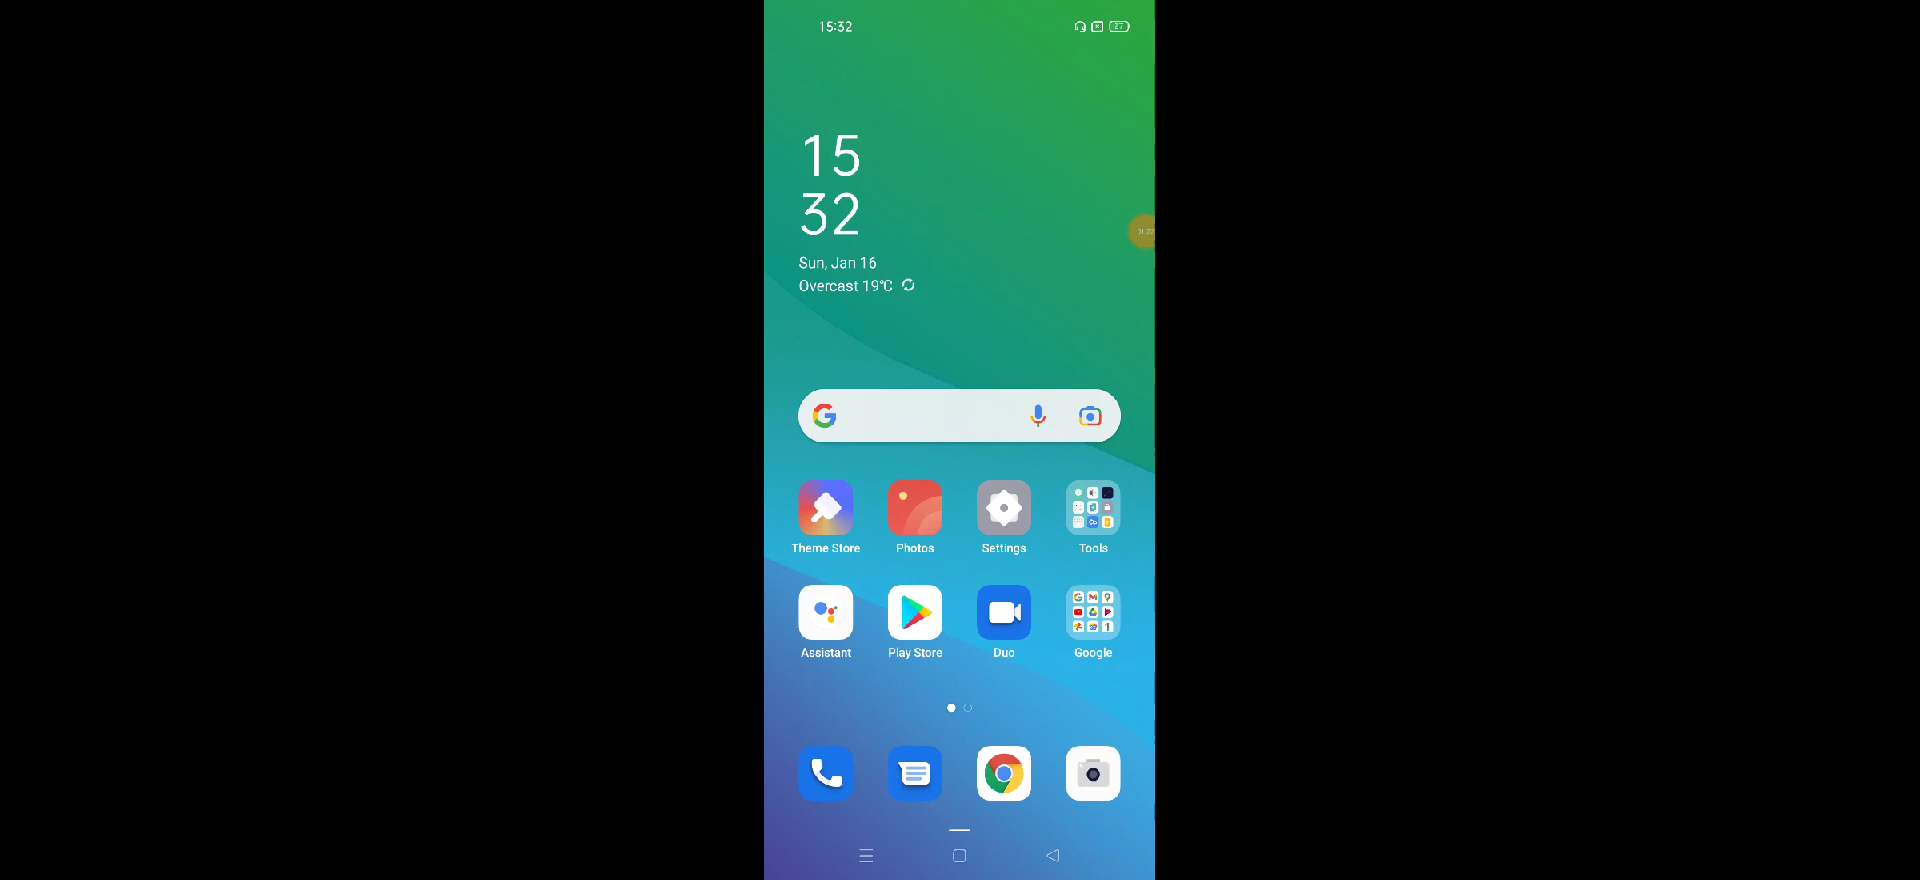 15:32
15
32
Sun, Jan 16
Overcast 19°C
Theme Store
Photos
Settings
Tools
Assistant
Play Store
Duo
Google